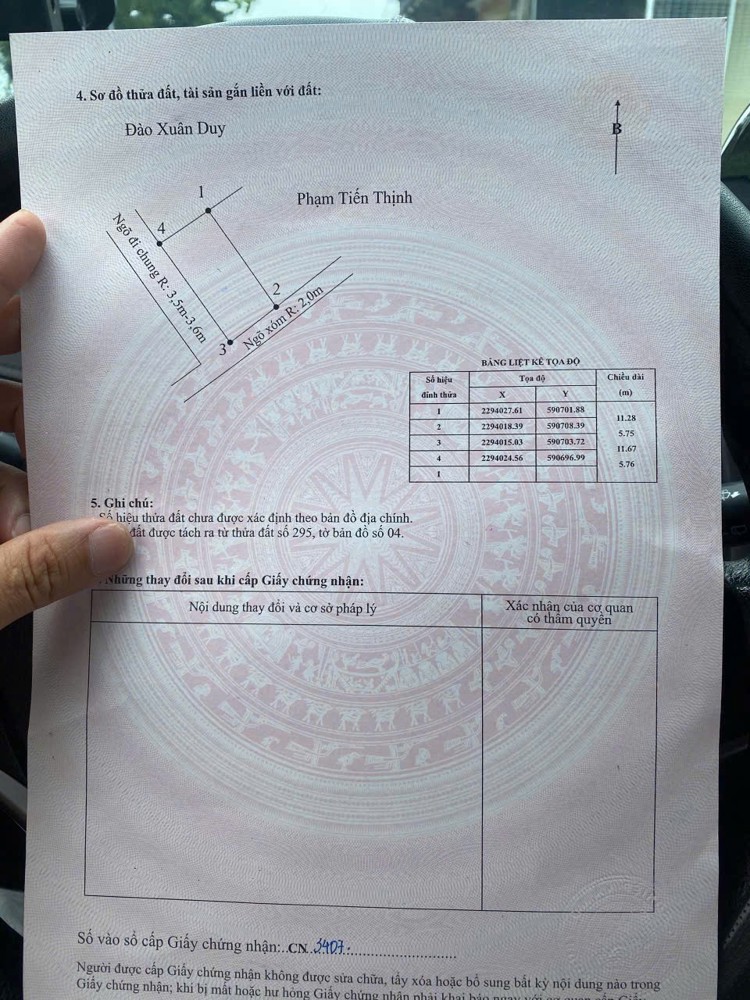 4. Sơ đồ thửa đất, tài sản gắn liền với đất:
Đào Xuân Duy
B
Phạm Tiến Thịnh
1
4
2
3
Ngõ đi chung R: 3,5m-3,6m
Ngõ xóm R: 2,0m
BẢNG LIỆT KÊ TỌA ĐỘ
Số hiệu đỉnh thửa Tọa độ Chiều dài (m)
X Y
1 2294027.61 590701.88
11.28
2 2294018.39 590708.39
5.75
3 2294015.03 590703.72
11.67
4 2294024.56 590696.99
5.76
1
5. Ghi chú:
Số hiệu thửa đất chưa được xác định theo bản đồ địa chính.
đất được tách ra từ thửa đất số 295, tờ bản đồ số 04.
Những thay đổi sau khi cấp Giấy chứng nhận:
Nội dung thay đổi và cơ sở pháp lý
Xác nhận của cơ quan
có thẩm quyền
Số vào sổ cấp Giấy chứng nhận:..CN.3407.
Người được cấp Giấy chứng nhận không được sửa chữa, tẩy xóa hoặc bổ sung bất kỳ nội dung nào trong
Giấy chứng nhận; khi bị mất hoặc hư hỏng Giấy chứng nhận phải khai báo ngay với cơ quan cấp Giấy